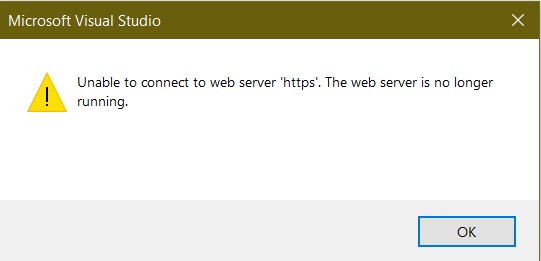 Microsoft Visual Studio
Unable to connect to web server 'https'. The web server is no longer
running.
OK